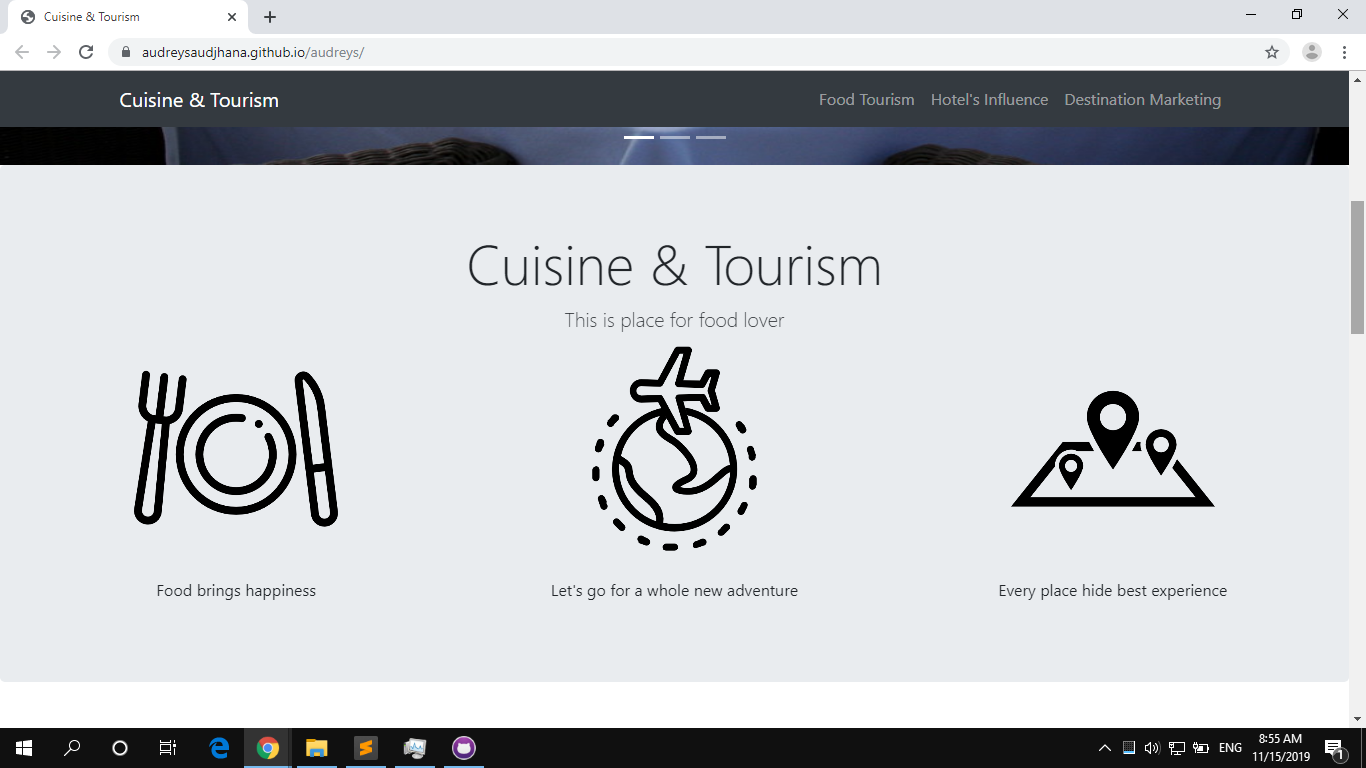 Cuisine & Tourism
audreysaudjhana.github.io/audreys/
Cuisine & Tourism Food Tourism Hotel's Influence Destination Marketing
Cuisine & Tourism
This is place for food lover
Food brings happiness Let's go for a whole new adventure Every place hide best experience
ENG 8:55 AM
11/15/2019
1